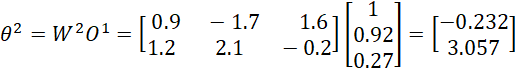 θ² = W²O¹ = [0.9 − 1.7 1.6
1.2 2.1 − 0.2] [1
0.92
0.27] = [−0.232
3.057]